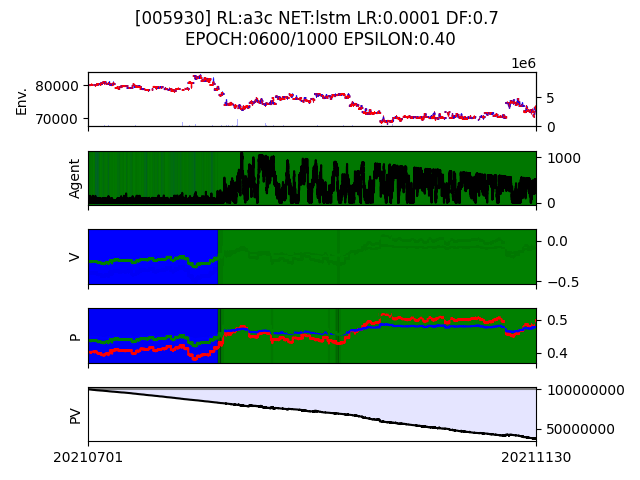 [005930] RL:a3c NET:lstm LR:0.0001 DF:0.7
EPOCH:0600/1000 EPSILON:0.40
1e6
Env.
80000
70000
5
0
Agent
1000
0
V
0.0
−0.5
P
0.5
0.4
PV
100000000
50000000
20210701
20211130